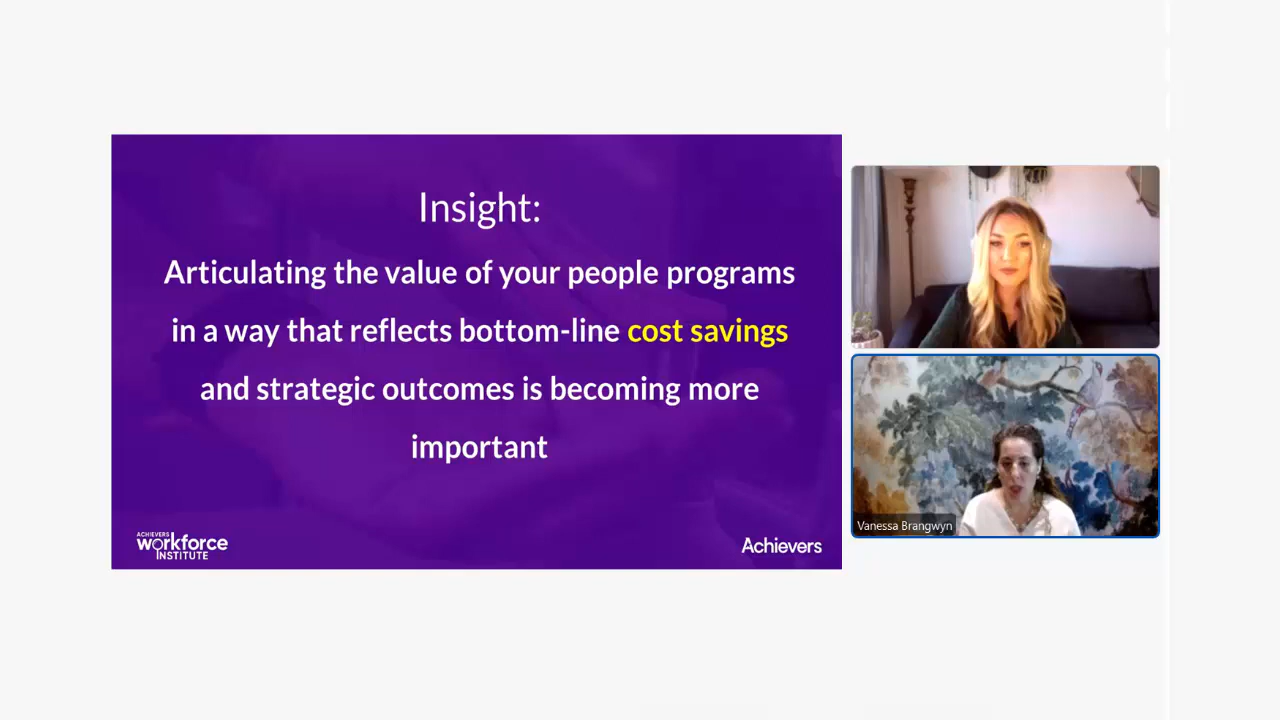 Insight:
Articulating the value of your people programs
in a way that reflects bottom-line cost savings
and strategic outcomes is becoming more
important
ACHIEVERS
workforce
INSTITUTE
Achievers
Vanessa Brangwyn